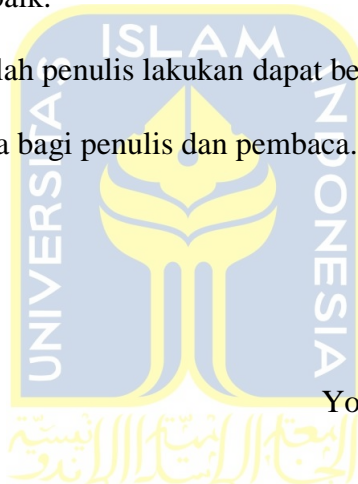 baik.
ISLAM
lah penulis lakukan dapat be
a bagi penulis dan pembaca.
UNIVERSITAS
INDONESIA
Yo